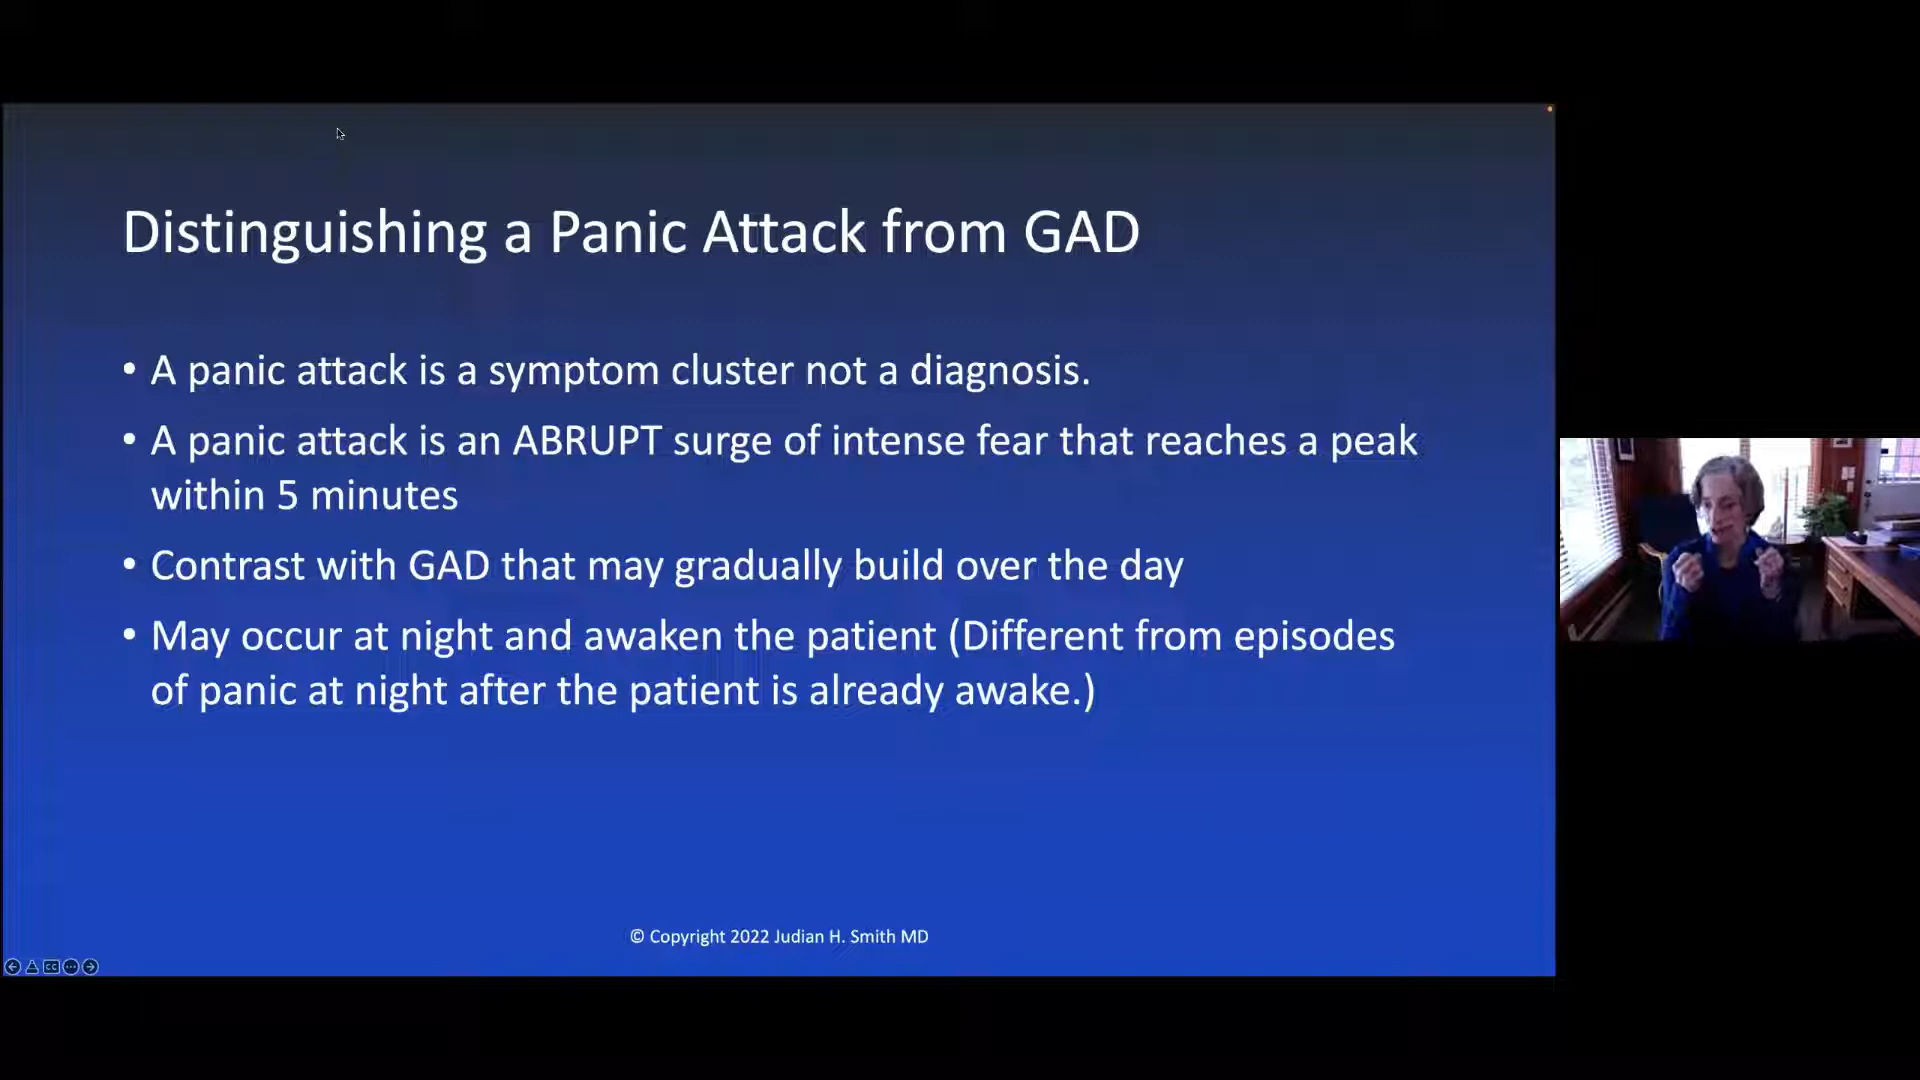 Distinguishing a Panic Attack from GAD
• A panic attack is a symptom cluster not a diagnosis.
• A panic attack is an ABRUPT surge of intense fear that reaches a peak
within 5 minutes
• Contrast with GAD that may gradually build over the day
• May occur at night and awaken the patient (Different from episodes
of panic at night after the patient is already awake.)
© Copyright 2022 Judian H. Smith MD
CC